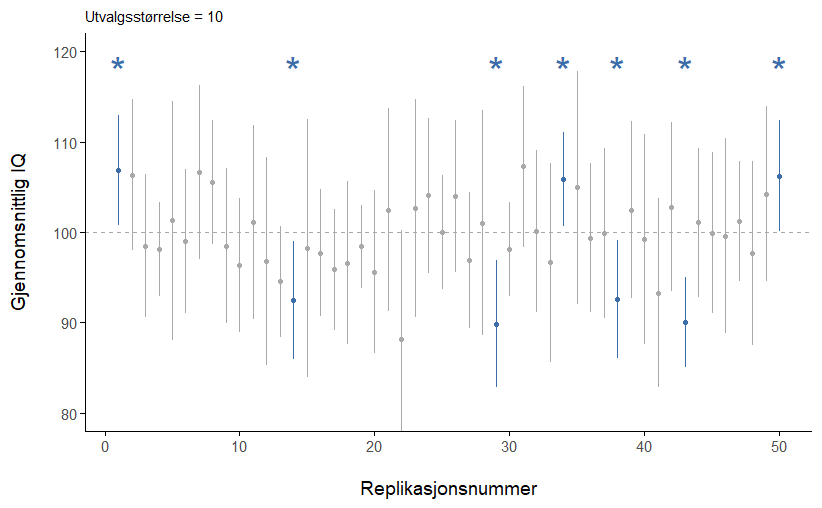 Utvalgsstørrelse = 10
120
* * * * * * *
110
100
90
80
Gjennomsnittlig IQ
0 10 20 30 40 50
Replikasjonsnummer